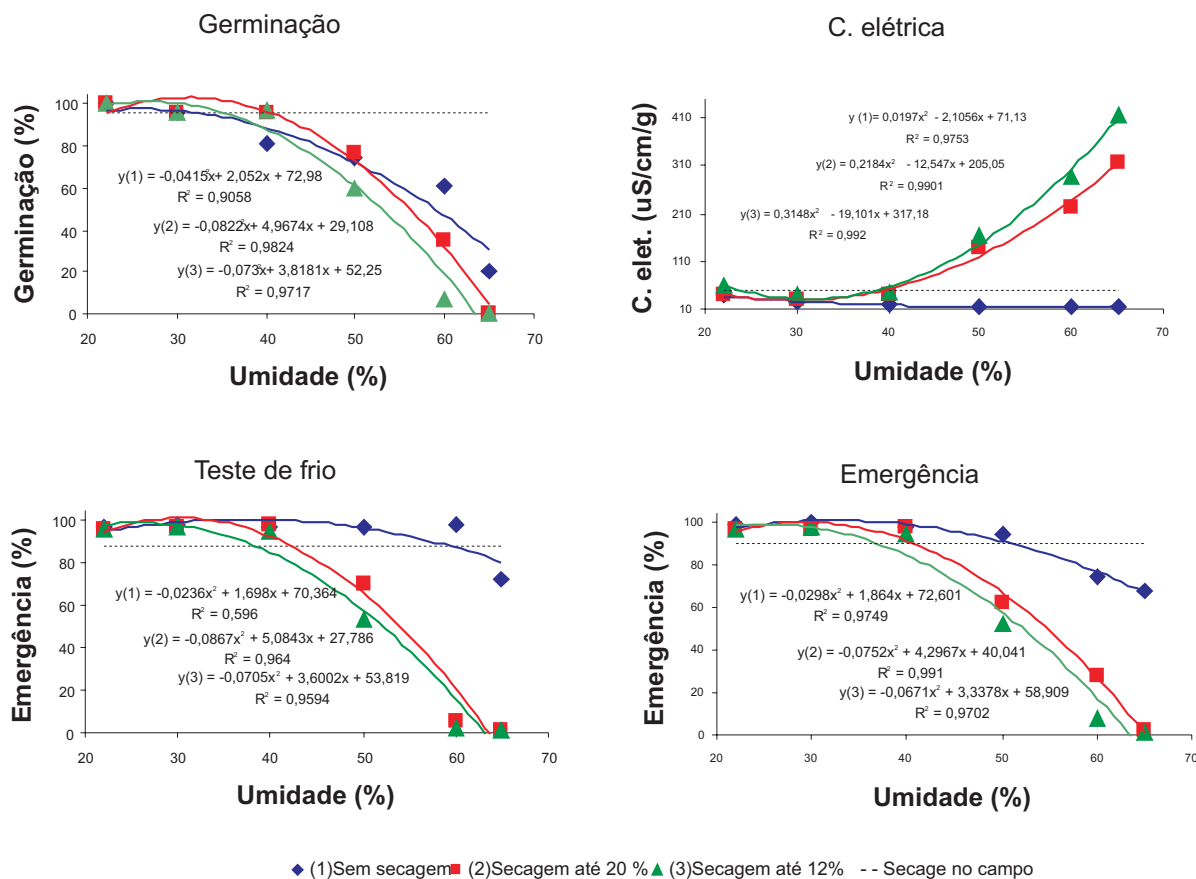 Germinação
Germinação (%)
100
80
60
40
20
0
y(1) = -0,0415x²+ 2,052x + 72,98
R² = 0,9058
y(2) = -0,0822x²+ 4,9674x + 29,108
R² = 0,9824
y(3) = -0,073x²+ 3,8181x + 52,25
R² = 0,9717
20 30 40 50 60 70
Umidade (%)
C. elétrica
C. elet. (uS/cm/g)
410
310
210
110
10
y (1)= 0,0197x² - 2,1056x + 71,13
R² = 0,9753
y(2) = 0,2184x² - 12,547x + 205,05
R² = 0,9901
y(3) = 0,3148x² - 19,101x + 317,18
R² = 0,992
20 30 40 50 60 70
Umidade (%)
Teste de frio
Emergência (%)
100
80
60
40
20
0
y(1) = -0,0236x² + 1,698x + 70,364
R² = 0,596
y(2) = -0,0867x² + 5,0843x + 27,786
R² = 0,964
y(3) = -0,0705x² + 3,6002x + 53,819
R² = 0,9594
20 30 40 50 60 70
Umidade (%)
Emergência
Emergência (%)
100
80
60
40
20
0
y(1) = -0,0298x² + 1,864x + 72,601
R² = 0,9749
y(2) = -0,0752x² + 4,2967x + 40,041
R² = 0,991
y(3) = -0,0671x² + 3,3378x + 58,909
R² = 0,9702
20 30 40 50 60 70
Umidade (%)
(1)Sem secagem (2)Secagem até 20 % (3)Secagem até 12% - - Secage no campo